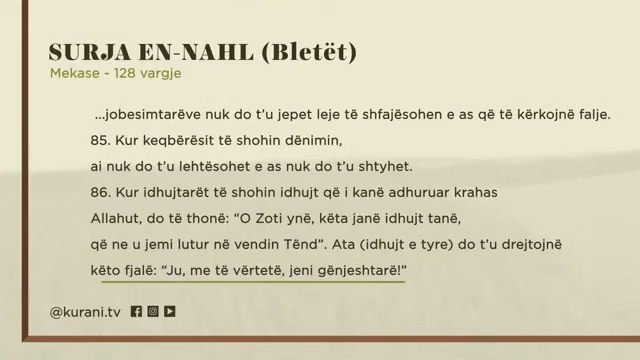 SURJA EN-NAHL (Bletët)
Mekase - 128 vargje
...jobesimtarëve nuk do t’u jepet leje të shfajësohen e as që të kërkojnë falje.
85. Kur keqbërësit të shohin dënimin,
ai nuk do t’u lehtësohet e as nuk do t’u shtyhet.
86. Kur idhujtarët të shohin idhujt që i kanë adhuruar krahas
Allahut, do të thonë: “O Zoti ynë, këta janë idhujt tanë,
që ne u jemi lutur në vendin Tënd”. Ata (idhujt e tyre) do t’u drejtojnë
këto fjalë: “Ju, me të vërtetë, jeni gënjeshtarë!”
@kurani.tv